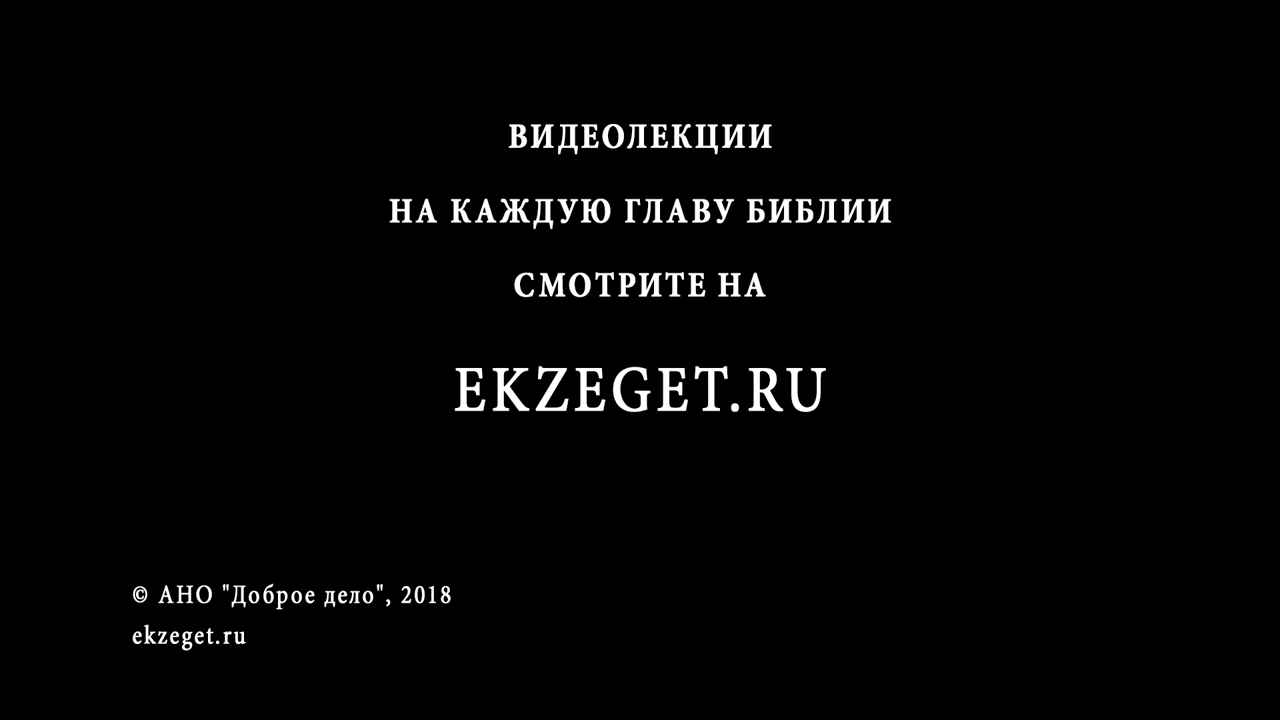 ВИДЕОЛЕКЦИИ
НА КАЖДУЮ ГЛАВУ БИБЛИИ
СМОТРИТЕ НА
EKZEGET.RU
© АНО "Доброе дело", 2018
ekzeget.ru